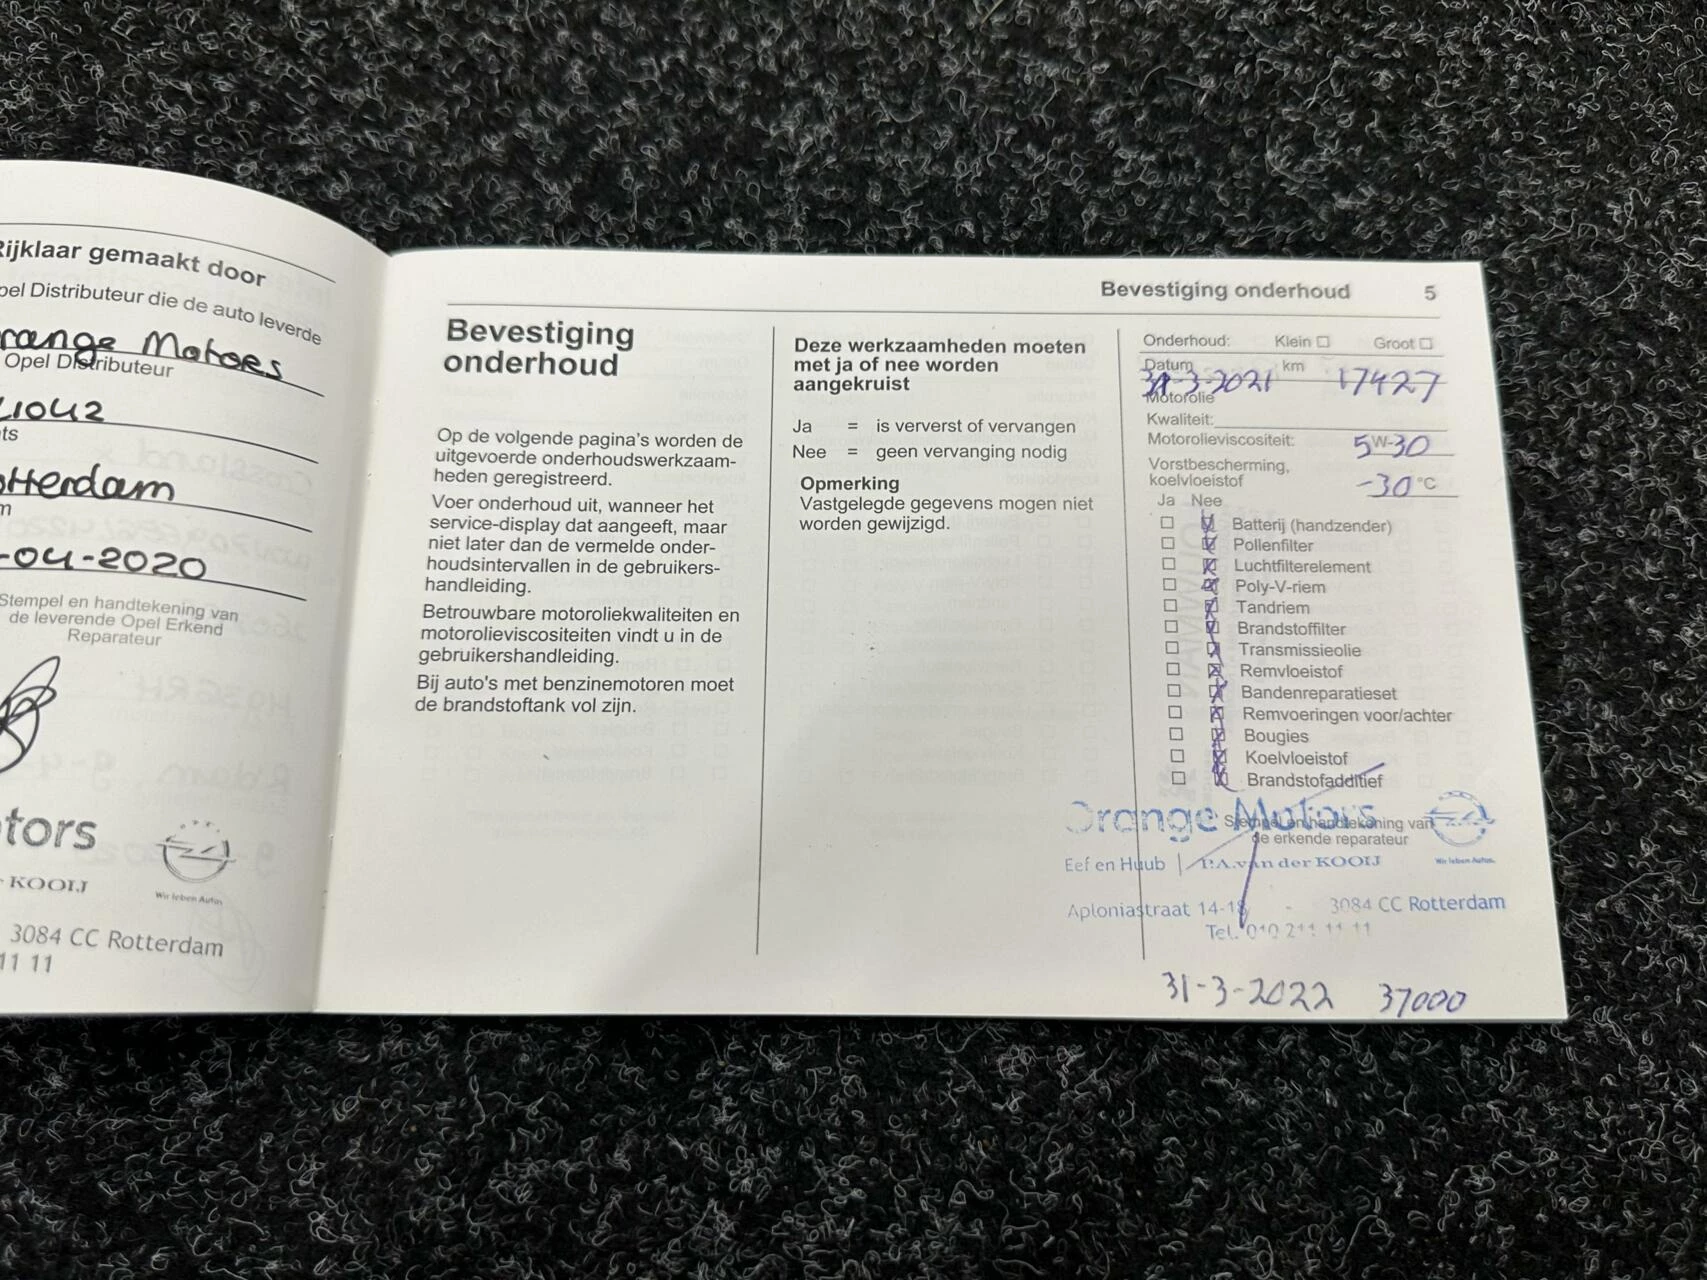 Rijklaar gemaakt door
pel Distributeur die de auto leverde
range Motors
Opel Distributeur
1042
ts
otterdam
m
-04-2020
Stempel en handtekening van
de leverende Opel Erkend
Reparateur
tors
KOOIJ
Wir leben Autos
3084 CC Rotterdam
11 11
Bevestiging onderhoud 5
Bevestiging
onderhoud
Op de volgende pagina's worden de
uitgevoerde onderhoudswerkzaam-
heden geregistreerd.
Voer onderhoud uit, wanneer het
service-display dat aangeeft, maar
niet later dan de vermelde onder-
houdsintervallen in de gebruikers-
handleiding.
Betrouwbare motoroliekwaliteiten en
motorolieviscositeiten vindt u in de
gebruikershandleiding.
Bij auto's met benzinemotoren moet
de brandstoftank vol zijn.
Deze werkzaamheden moeten
met ja of nee worden
aangekruist
Ja = is ververst of vervangen
Nee = geen vervanging nodig
Opmerking
Vastgelegde gegevens mogen niet
worden gewijzigd.
Onderhoud: Klein Groot
Datum km
31-3-2021 17427
Motorolie
Kwaliteit:
Motorolieviscositeit: 5W-30
Vorstbescherming,
koelvloeistof -30 °C
Ja Nee
Batterij (handzender)
Pollenfilter
Luchtfilterelement
Poly-V-riem
Tandriem
Brandstoffilter
Transmissieolie
Remvloeistof
Bandenreparatieset
Remvoeringen voor/achter
Bougies
Koelvloeistof
Brandstofadditief
Orange Motors
Stempel en handtekening van
de erkende reparateur
Eef en Huub | P.A. van der KOOIJ
Wir leben Autos.
Aploniastraat 14-18 - 3084 CC Rotterdam
Tel. 010 211 11 11
31-3-2022 37000